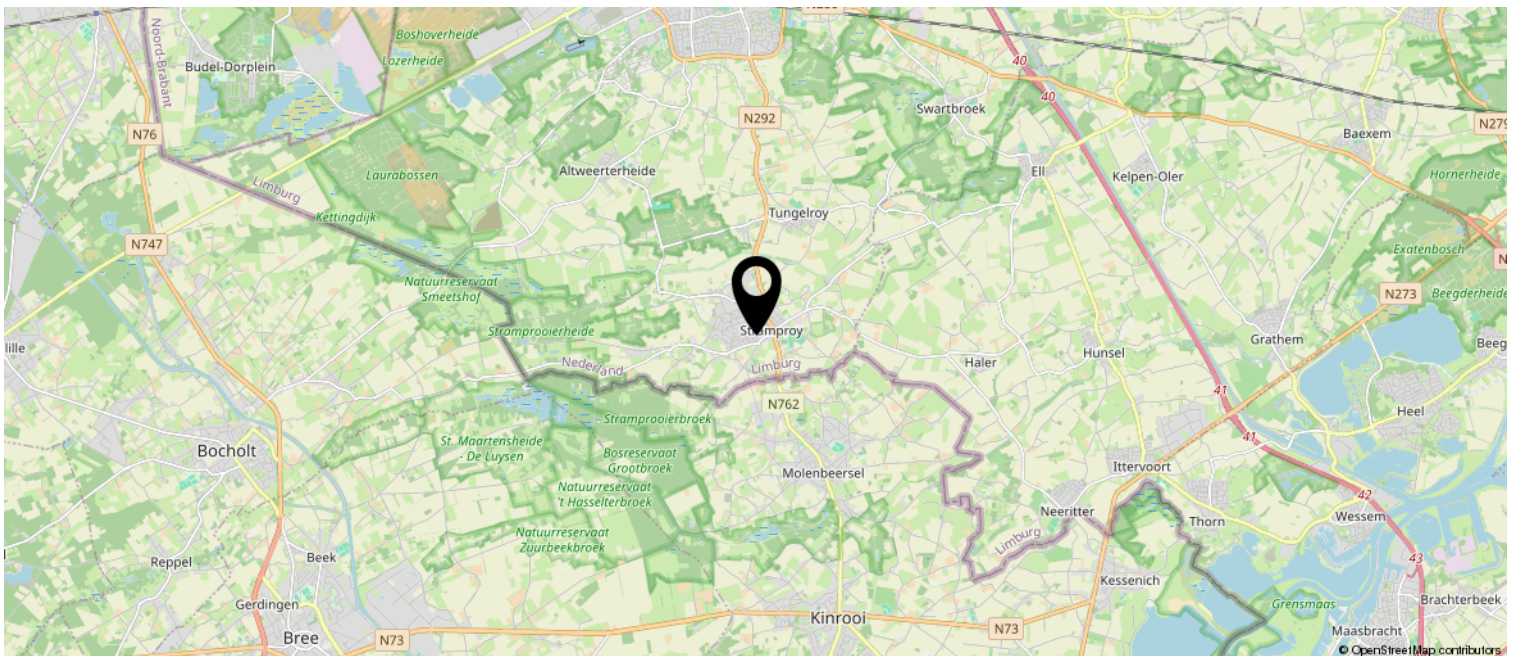 Boshoverheide
Noord-Brabant
Lozerheide
40
Budel-Dorplein
40
Swartbroek
N292
N279
N76
Baexem
Altweerterheide
Ell
Laurabossen
Kelpen-Oler
Hornerheide
Limburg
Tungelroy
Kettingdijk
N747
Exatenbosch
N
Natuurreservaat
Smeetshof
N273
Beegderheide
Stramprooierheide
Stramproy
Grathem
lille
Beeg
Hunsel
Haler
Nederland
Limburg
41
N762
Heel
Stramprooierbroek
41
St. Maartensheide
- De Luysen
Bocholt
Bosreservaat
Grootbroek
Ittervoort
Molenbeersel
Natuurreservaat
't Hasselterbroek
42
Neeritter
Wessem
Thorn
Natuurreservaat
Zuurbeekbroek
Limburg
Beek
Reppel
43
Kessenich
Gerdingen
Grensmaas
Brachterbeek
Kinrooi
Bree
N73
N73
Maasbracht
© OpenStreetMap contributors